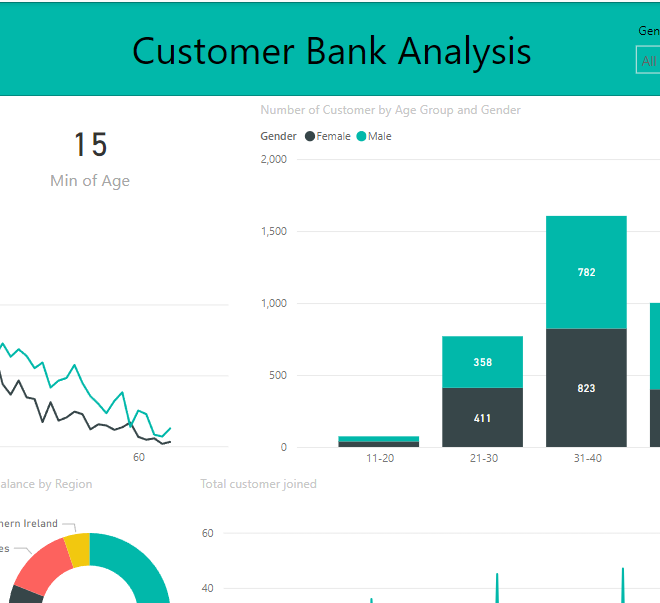 Customer Bank Analysis
Gen
All
15
Min of Age
Number of Customer by Age Group and Gender
Gender Female Male
2,000
1,500
1,000
500
0
782
823
358
411
11-20 21-30 31-40
60
alance by Region
hern Ireland
es
Total customer joined
60
40